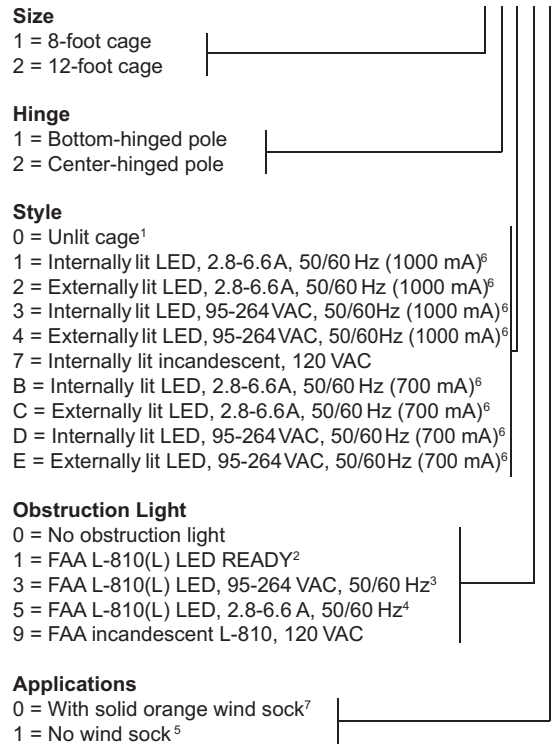 Size
1 = 8-foot cage
2 = 12-foot cage
Hinge
1 = Bottom-hinged pole
2 = Center-hinged pole
Style
0 = Unlit cage¹
1 = Internally lit LED, 2.8-6.6A, 50/60 Hz (1000 mA)⁶
2 = Externally lit LED, 2.8-6.6A, 50/60 Hz (1000 mA)⁶
3 = Internally lit LED, 95-264VAC, 50/60Hz (1000 mA)⁶
4 = Externally lit LED, 95-264VAC, 50/60Hz (1000 mA)⁶
7 = Internally lit incandescent, 120 VAC
B = Internally lit LED, 2.8-6.6A, 50/60 Hz (700 mA)⁶
C = Externally lit LED, 2.8-6.6A, 50/60 Hz (700 mA)⁶
D = Internally lit LED, 95-264VAC, 50/60Hz (700 mA)⁶
E = Externally lit LED, 95-264VAC, 50/60Hz (700 mA)⁶
Obstruction Light
0 = No obstruction light
1 = FAA L-810(L) LED READY²
3 = FAA L-810(L) LED, 95-264 VAC, 50/60 Hz³
5 = FAA L-810(L) LED, 2.8-6.6 A, 50/60 Hz⁴
9 = FAA incandescent L-810, 120 VAC
Applications
0 = With solid orange wind sock⁷
1 = No wind sock⁵